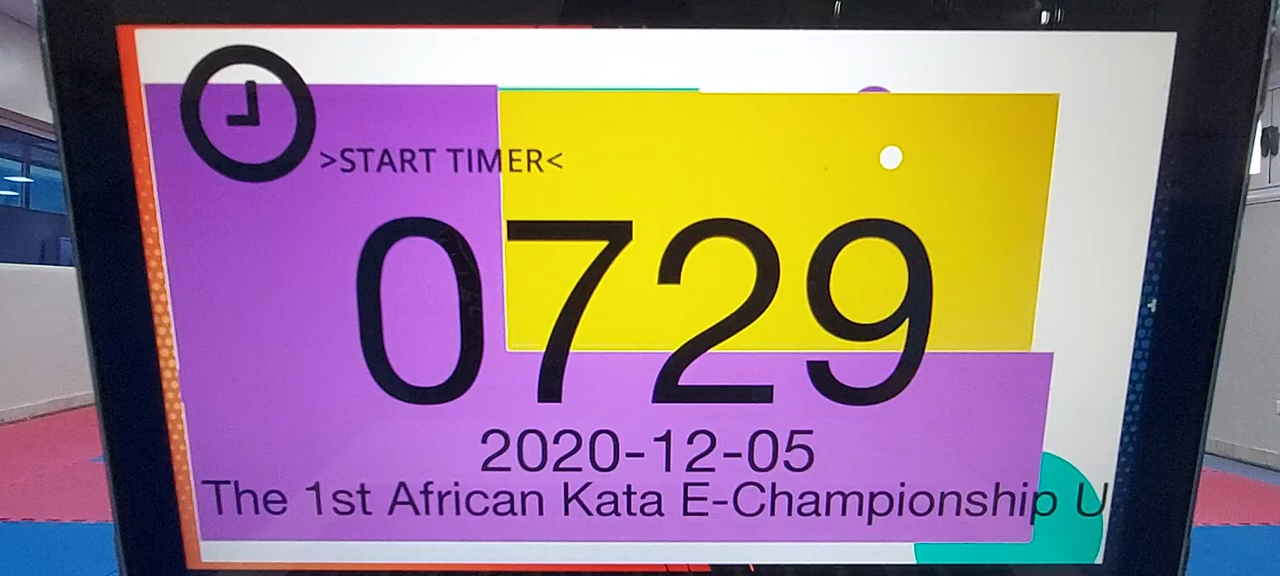 >START TIMER<
0729
2020-12-05
The 1st African Kata E-Championship U